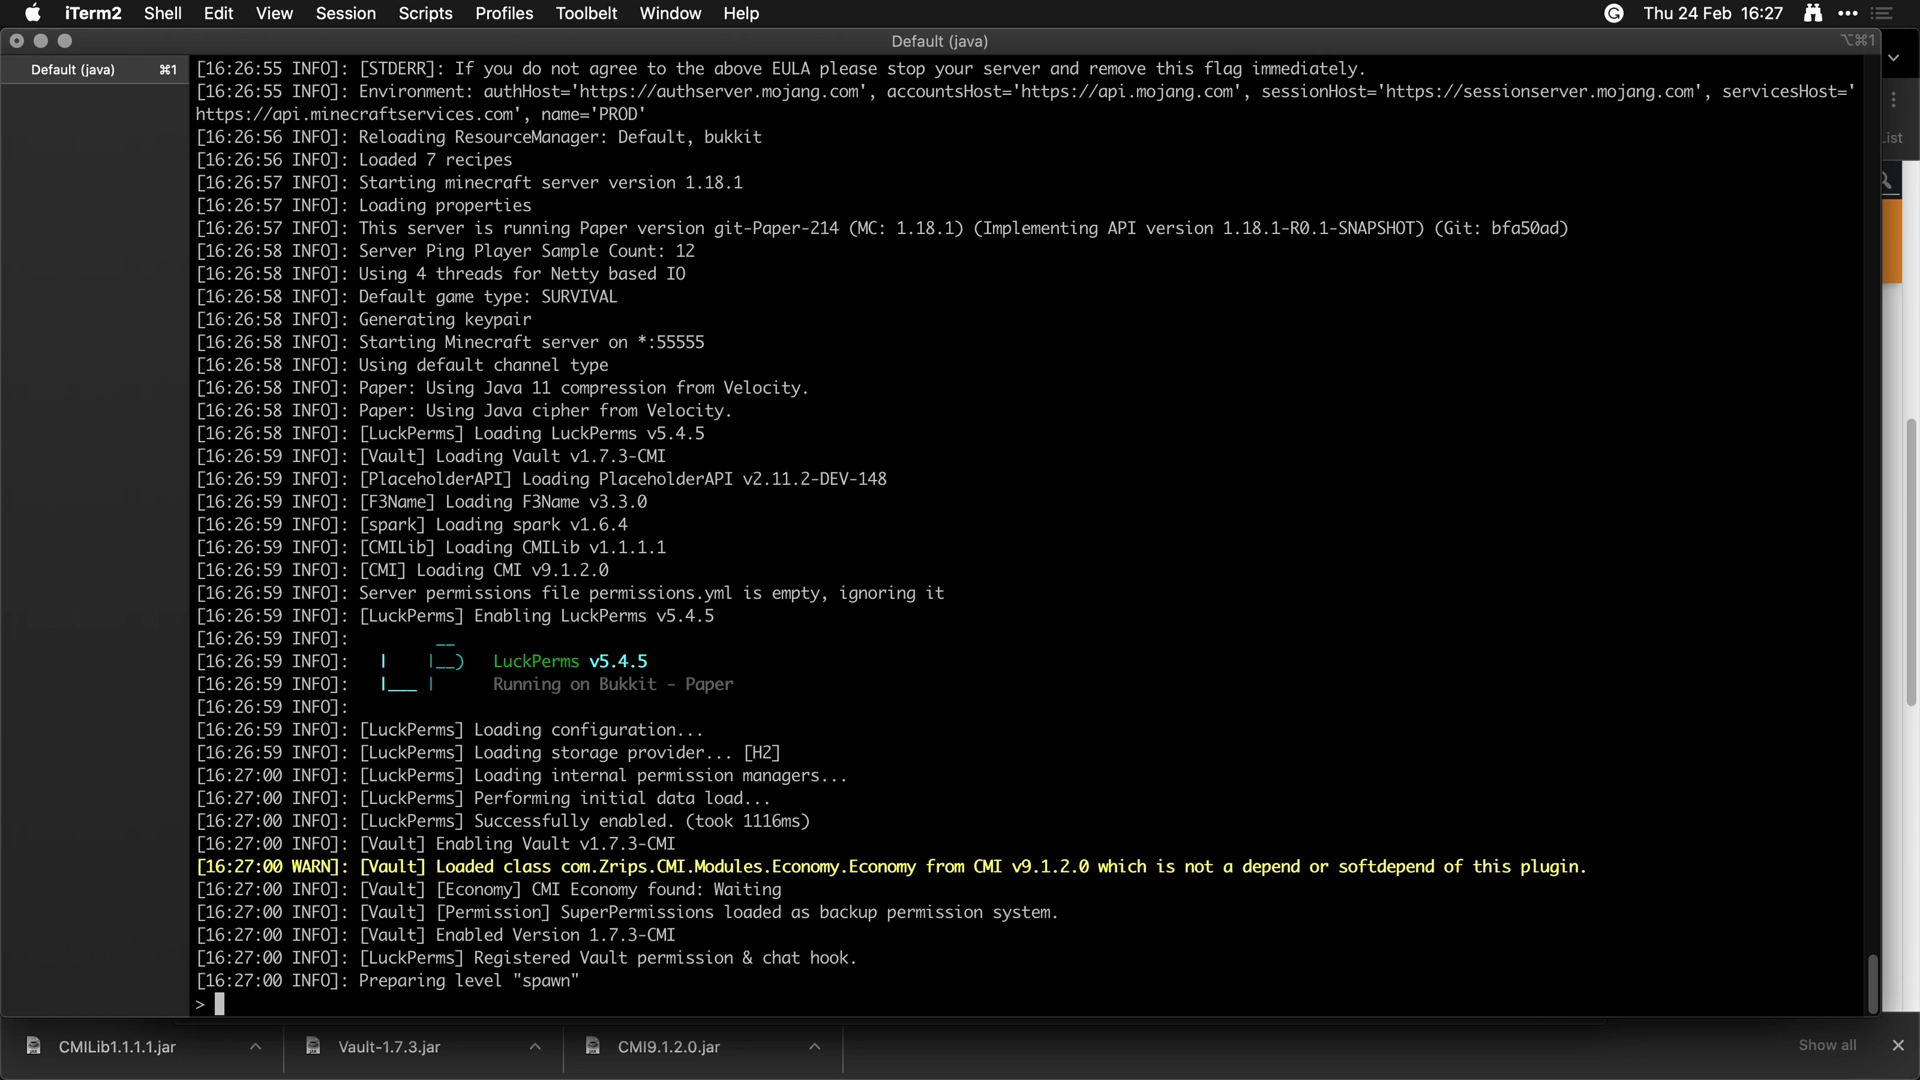 iTerm2 Shell Edit View Session Scripts Profiles Toolbelt Window Help Thu 24 Feb 16:27
Default (java) ⌥⌘1
Default (java) ⌘1
[16:26:55 INFO]: [STDERR]: If you do not agree to the above EULA please stop your server and remove this flag immediately.
[16:26:55 INFO]: Environment: authHost='https://authserver.mojang.com', accountsHost='https://api.mojang.com', sessionHost='https://sessionserver.mojang.com', servicesHost='
https://api.minecraftservices.com', name='PROD'
[16:26:56 INFO]: Reloading ResourceManager: Default, bukkit
[16:26:56 INFO]: Loaded 7 recipes
[16:26:57 INFO]: Starting minecraft server version 1.18.1
[16:26:57 INFO]: Loading properties
[16:26:57 INFO]: This server is running Paper version git-Paper-214 (MC: 1.18.1) (Implementing API version 1.18.1-R0.1-SNAPSHOT) (Git: bfa50ad)
[16:26:58 INFO]: Server Ping Player Sample Count: 12
[16:26:58 INFO]: Using 4 threads for Netty based IO
[16:26:58 INFO]: Default game type: SURVIVAL
[16:26:58 INFO]: Generating keypair
[16:26:58 INFO]: Starting Minecraft server on *:55555
[16:26:58 INFO]: Using default channel type
[16:26:58 INFO]: Paper: Using Java 11 compression from Velocity.
[16:26:58 INFO]: Paper: Using Java cipher from Velocity.
[16:26:58 INFO]: [LuckPerms] Loading LuckPerms v5.4.5
[16:26:59 INFO]: [Vault] Loading Vault v1.7.3-CMI
[16:26:59 INFO]: [PlaceholderAPI] Loading PlaceholderAPI v2.11.2-DEV-148
[16:26:59 INFO]: [F3Name] Loading F3Name v3.3.0
[16:26:59 INFO]: [spark] Loading spark v1.6.4
[16:26:59 INFO]: [CMILib] Loading CMILib v1.1.1.1
[16:26:59 INFO]: [CMI] Loading CMI v9.1.2.0
[16:26:59 INFO]: Server permissions file permissions.yml is empty, ignoring it
[16:26:59 INFO]: [LuckPerms] Enabling LuckPerms v5.4.5
[16:26:59 INFO]:         __
[16:26:59 INFO]:   |    |__)   LuckPerms v5.4.5
[16:26:59 INFO]:   |___ |      Running on Bukkit - Paper
[16:26:59 INFO]:
[16:26:59 INFO]: [LuckPerms] Loading configuration...
[16:26:59 INFO]: [LuckPerms] Loading storage provider... [H2]
[16:27:00 INFO]: [LuckPerms] Loading internal permission managers...
[16:27:00 INFO]: [LuckPerms] Performing initial data load...
[16:27:00 INFO]: [LuckPerms] Successfully enabled. (took 1116ms)
[16:27:00 INFO]: [Vault] Enabling Vault v1.7.3-CMI
[16:27:00 WARN]: [Vault] Loaded class com.Zrips.CMI.Modules.Economy.Economy from CMI v9.1.2.0 which is not a depend or softdepend of this plugin.
[16:27:00 INFO]: [Vault] [Economy] CMI Economy found: Waiting
[16:27:00 INFO]: [Vault] [Permission] SuperPermissions loaded as backup permission system.
[16:27:00 INFO]: [Vault] Enabled Version 1.7.3-CMI
[16:27:00 INFO]: [LuckPerms] Registered Vault permission & chat hook.
[16:27:00 INFO]: Preparing level "spawn"
>
List
CMILib1.1.1.1.jar Vault-1.7.3.jar CMI9.1.2.0.jar Show all